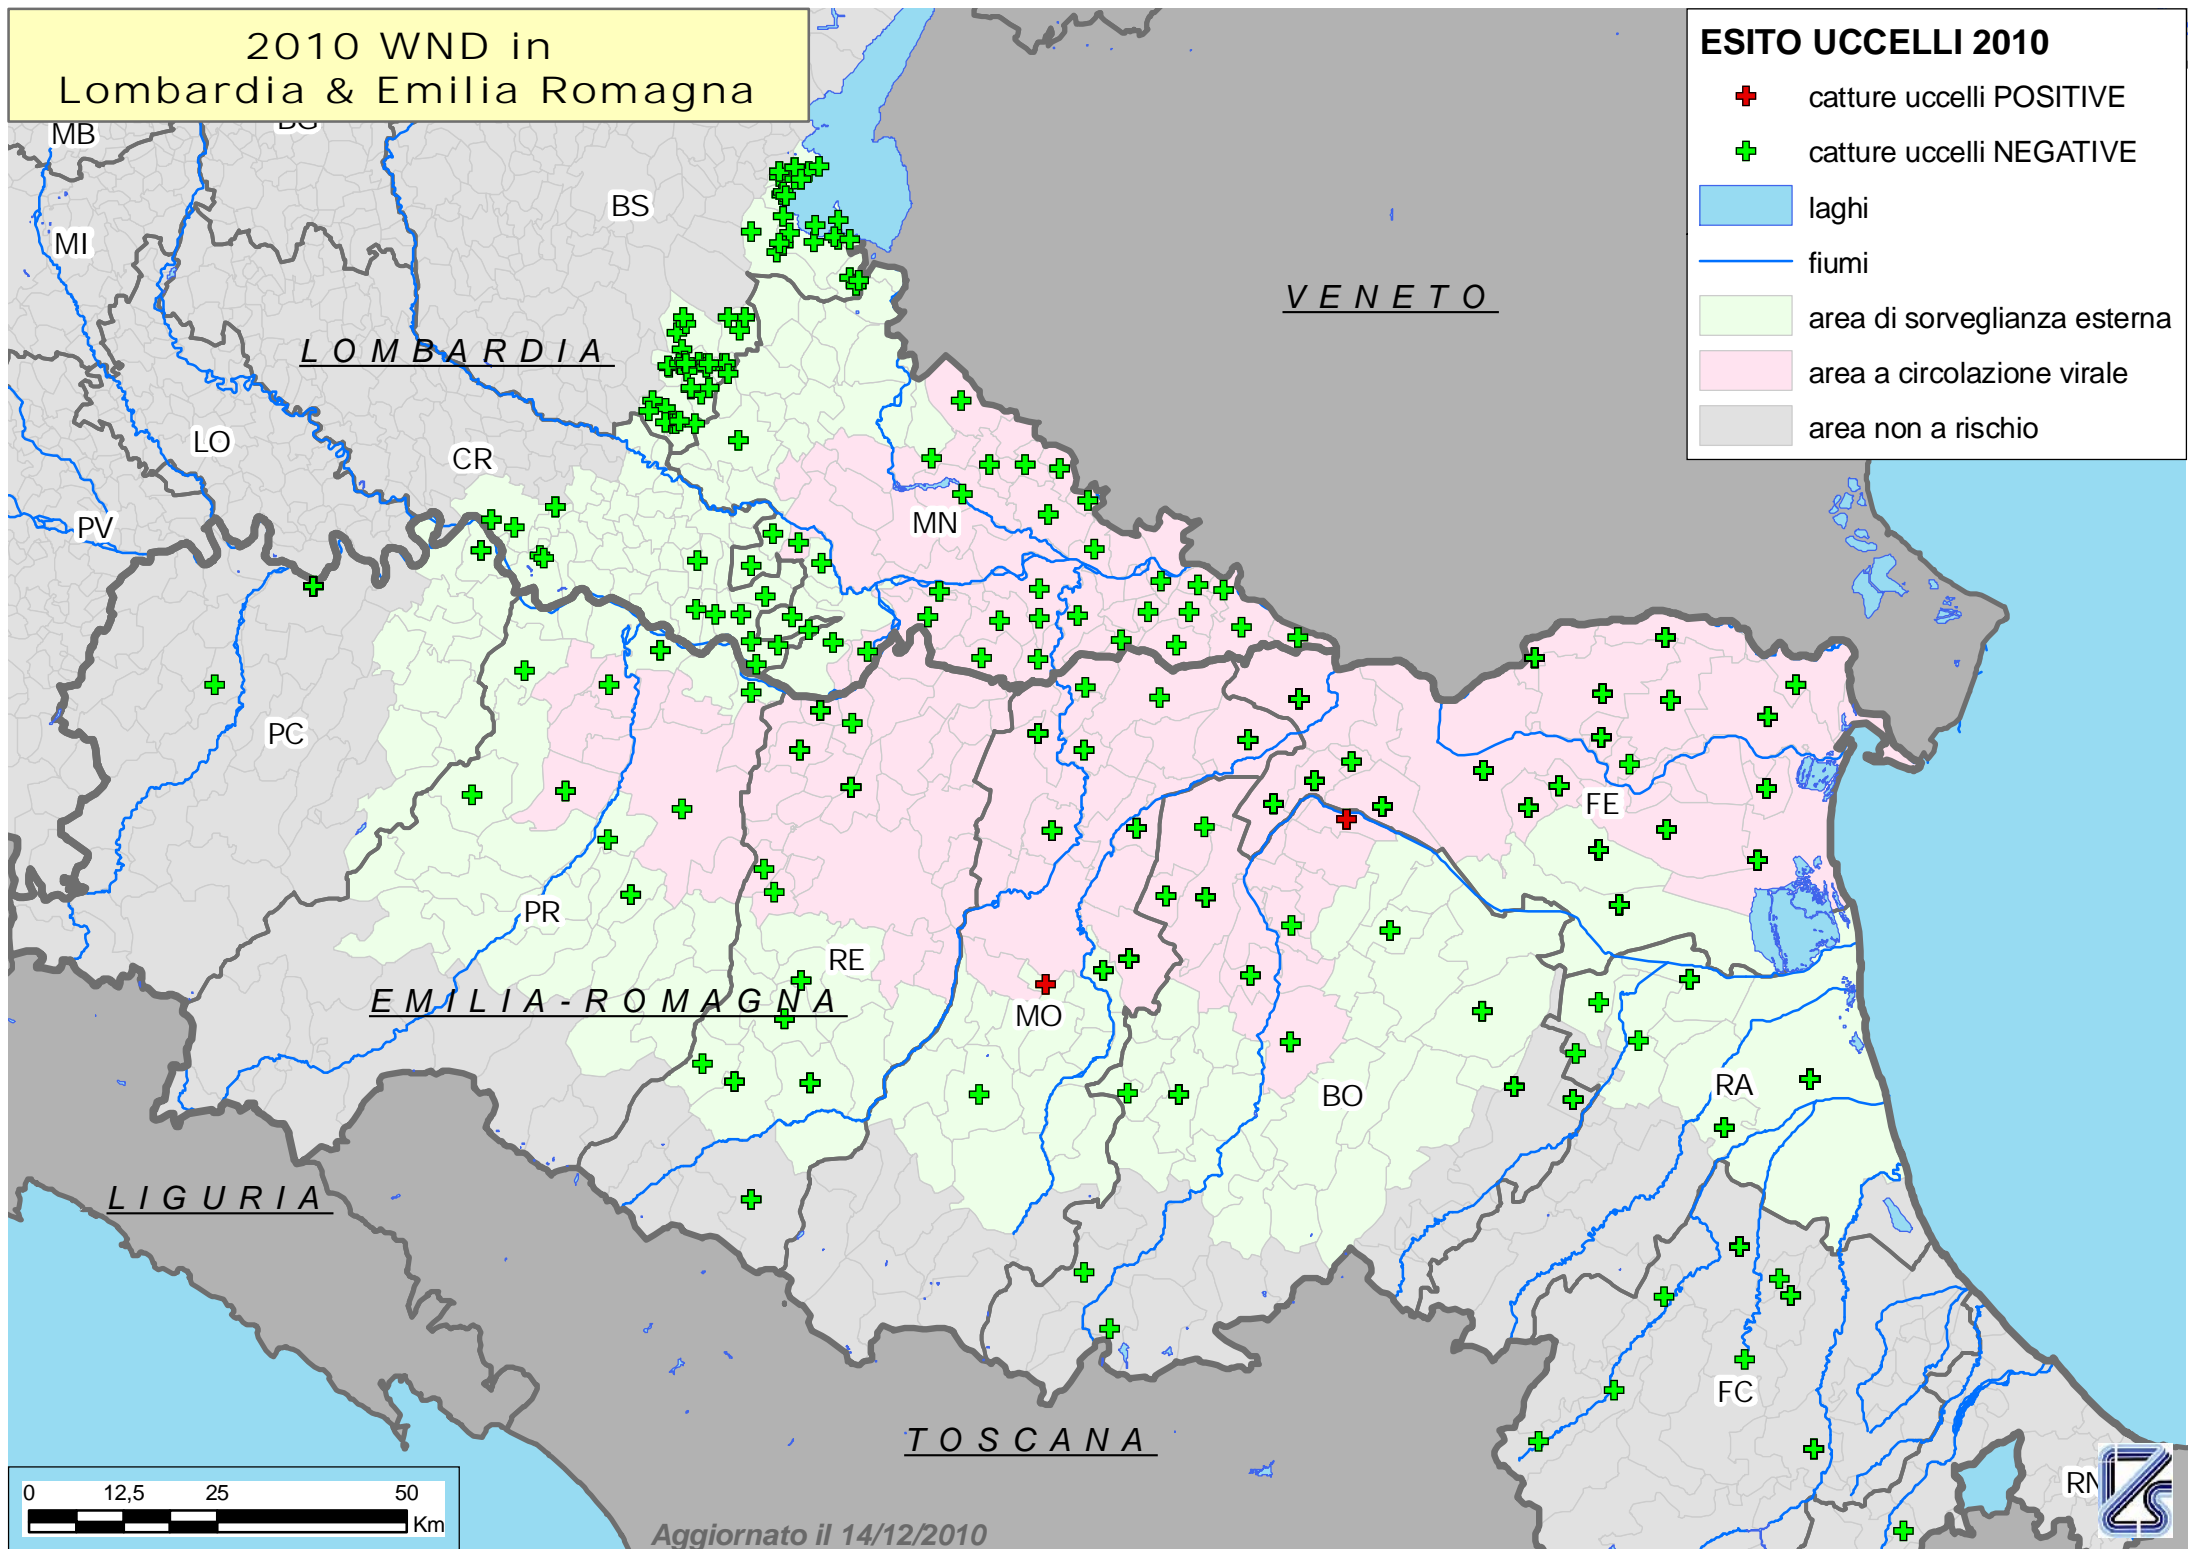 2010 WND in
Lombardia & Emilia Romagna
ESITO UCCELLI 2010
catture uccelli POSITIVE
catture uccelli NEGATIVE
laghi
fiumi
area di sorveglianza esterna
area a circolazione virale
area non a rischio
MB
BG
BS
MI
VENETO
LOMBARDIA
LO
CR
PV
MN
PC
FE
PR
RE
EMILIA-ROMAGNA
MO
BO
RA
LIGURIA
FC
TOSCANA
RN
0 12,5 25 50
Km
Aggiornato il 14/12/2010